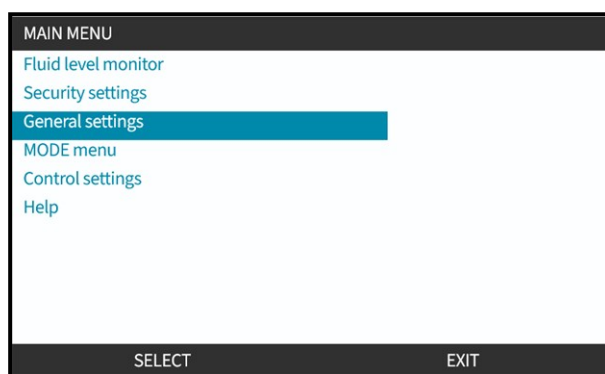 MAIN MENU
Fluid level monitor
Security settings
General settings
MODE menu
Control settings
Help
SELECT EXIT